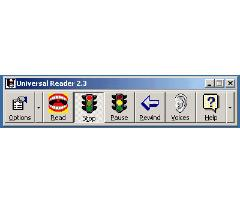 Universal Reader 2.3
Options Read Stop Pause Rewind Voices Help